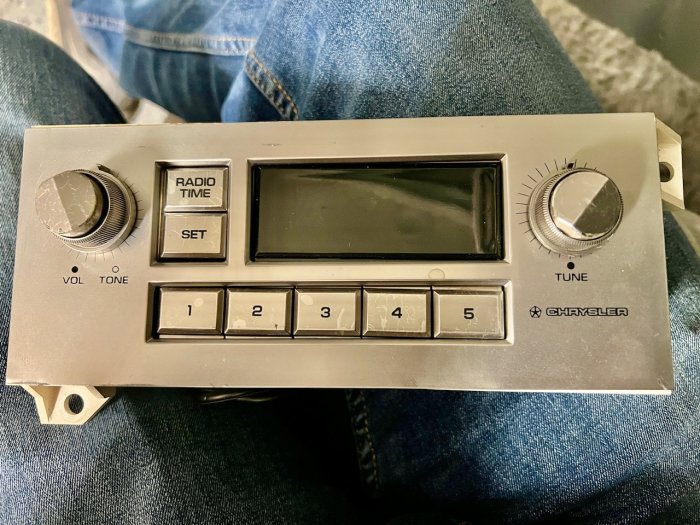 RADIO
TIME
SET
VOL TONE
TUNE
1 2 3 4 5
CHRYSLER